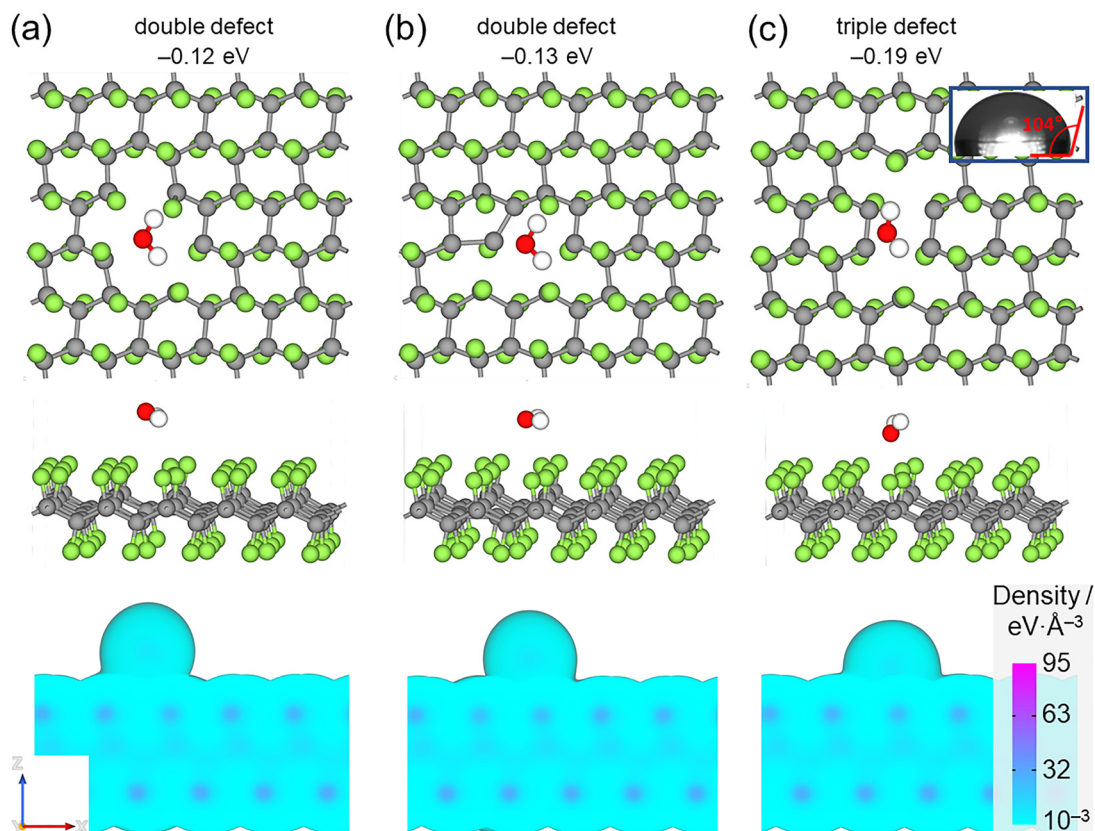 (a)
double defect
–0.12 eV
(b)
double defect
–0.13 eV
(c)
triple defect
–0.19 eV
104°
Density /
eV·Å⁻³
95
63
32
10⁻³
Z
Y
X